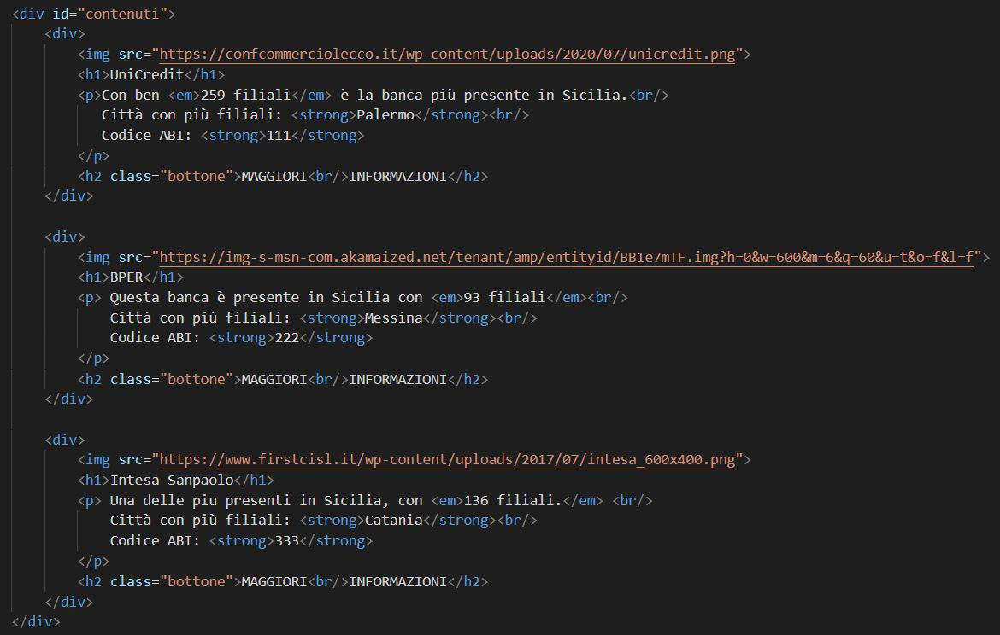 <div id="contenuti">
    <div>
        <img src="https://confcommerciolecco.it/wp-content/uploads/2020/07/unicredit.png">
        <h1>UniCredit</h1>
        <p>Con ben <em>259 filiali</em> è la banca più presente in Sicilia.<br/>
           Città con più filiali: <strong>Palermo</strong><br/>
           Codice ABI: <strong>111</strong>
        </p>
        <h2 class="bottone">MAGGIORI<br/>INFORMAZIONI</h2>
    </div>

    <div>
        <img src="https://img-s-msn-com.akamaized.net/tenant/amp/entityid/BB1e7mTF.img?h=0&w=600&m=6&q=60&u=t&o=f&l=f">
        <h1>BPER</h1>
        <p> Questa banca è presente in Sicilia con <em>93 filiali</em><br/>
            Città con più filiali: <strong>Messina</strong><br/>
            Codice ABI: <strong>222</strong>
        </p>
        <h2 class="bottone">MAGGIORI<br/>INFORMAZIONI</h2>
    </div>

    <div>
        <img src="https://www.firstcisl.it/wp-content/uploads/2017/07/intesa_600x400.png">
        <h1>Intesa Sanpaolo</h1>
        <p> Una delle piu presenti in Sicilia, con <em>136 filiali.</em> <br/>
            Città con più filiali: <strong>Catania</strong><br/>
            Codice ABI: <strong>333</strong>
        </p>
        <h2 class="bottone">MAGGIORI<br/>INFORMAZIONI</h2>
    </div>
</div>